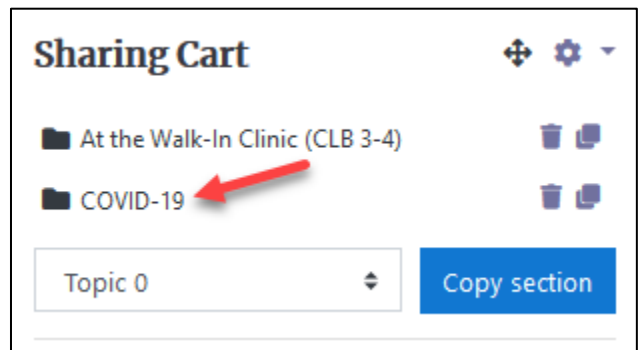 Sharing Cart
At the Walk-In Clinic (CLB 3-4)
COVID-19
Topic 0
Copy section